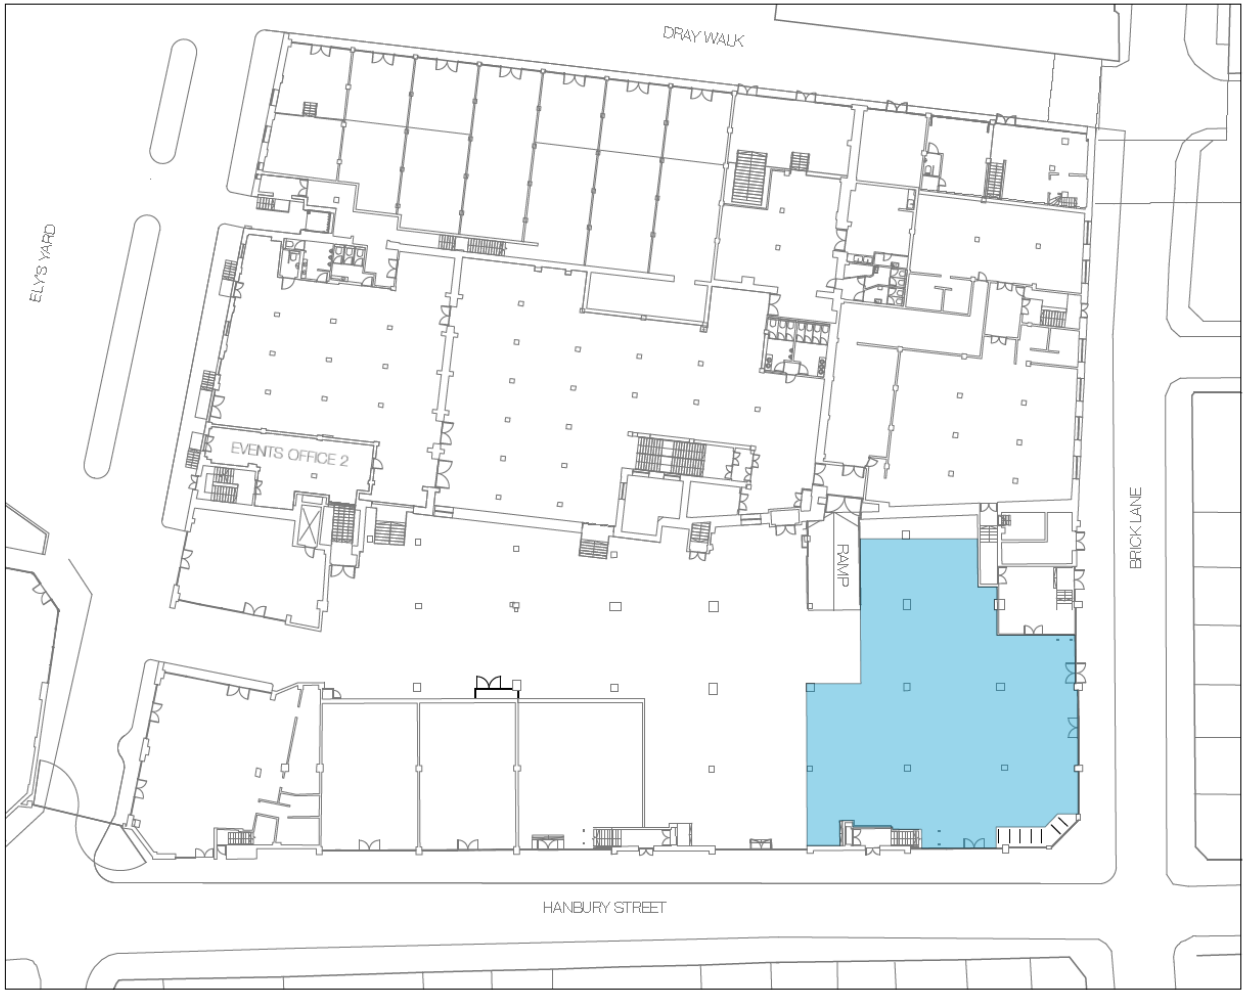 DRAY WALK
ELY'S YARD
EVENTS OFFICE 2
BRICK LANE
RAMP
HANBURY STREET